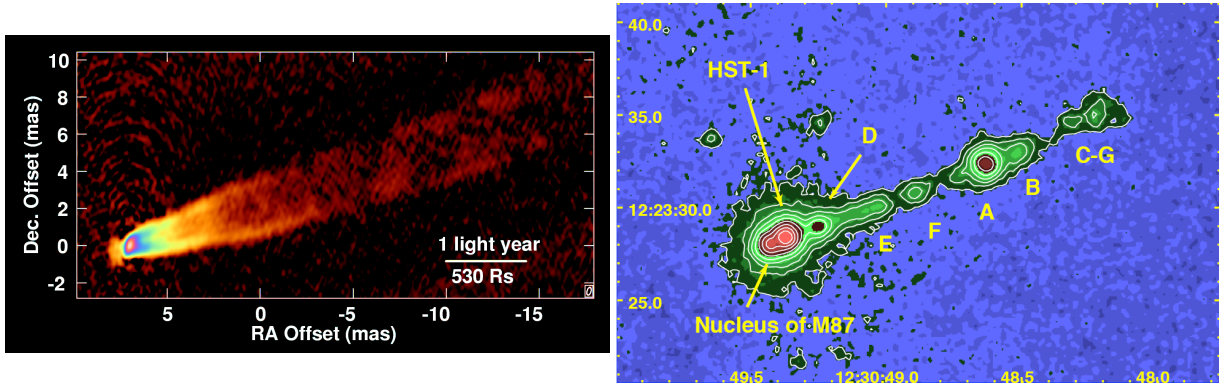 10
8
6
4
2
0
-2
Dec. Offset (mas)
1 light year
530 Rs
5
0
-5
-10
-15
RA Offset (mas)
40.0
HST-1
35.0
D
C-G
B
12:23:30.0
A
F
E
25.0
Nucleus of M87
49.5
12:30:49.0
48.5
48.0